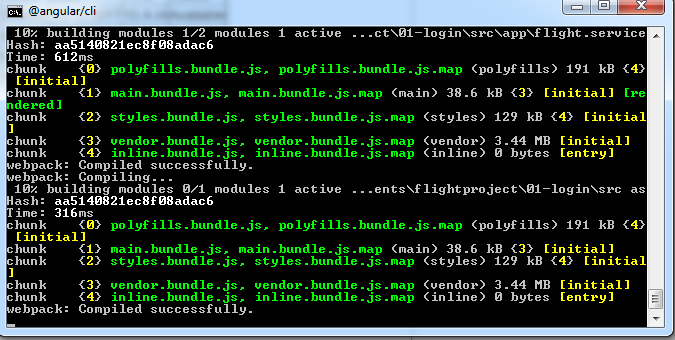 @angular/cli
10% building modules 1/2 modules 1 active ...ct\01-login\src\app\flight.service
Hash: aa5140821ec8f08adac6
Time: 612ms
chunk    {0} polyfills.bundle.js, polyfills.bundle.js.map (polyfills) 191 kB {4}
 [initial]
chunk    {1} main.bundle.js, main.bundle.js.map (main) 38.6 kB {3} [initial] [re
ndered]
chunk    {2} styles.bundle.js, styles.bundle.js.map (styles) 129 kB {4} [initial
]
chunk    {3} vendor.bundle.js, vendor.bundle.js.map (vendor) 3.44 MB [initial]
chunk    {4} inline.bundle.js, inline.bundle.js.map (inline) 0 bytes [entry]
webpack: Compiled successfully.
webpack: Compiling...
10% building modules 0/1 modules 1 active ...ents\flightproject\01-login\src as
Hash: aa5140821ec8f08adac6
Time: 316ms
chunk    {0} polyfills.bundle.js, polyfills.bundle.js.map (polyfills) 191 kB {4}
 [initial]
chunk    {1} main.bundle.js, main.bundle.js.map (main) 38.6 kB {3} [initial]
chunk    {2} styles.bundle.js, styles.bundle.js.map (styles) 129 kB {4} [initial
]
chunk    {3} vendor.bundle.js, vendor.bundle.js.map (vendor) 3.44 MB [initial]
chunk    {4} inline.bundle.js, inline.bundle.js.map (inline) 0 bytes [entry]
webpack: Compiled successfully.